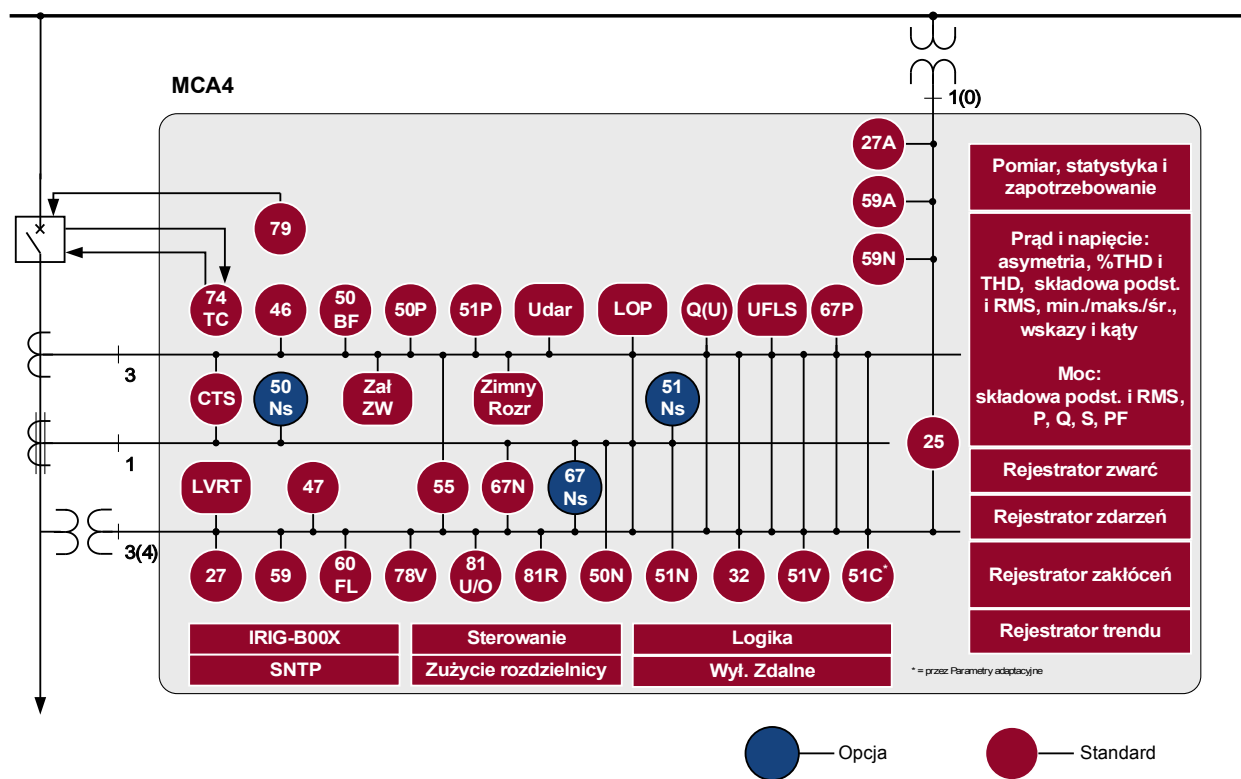 MCA4
1(0)
27A
59A
59N
79
74
TC
46
50
BF
50P
51P
Udar
LOP
Q(U)
UFLS
67P
3
CTS
50
Ns
Zał
ZW
Zimny
Rozr
51
Ns
25
1
LVRT
47
55
67N
67
Ns
3(4)
27
59
60
FL
78V
81
U/O
81R
50N
51N
32
51V
51C*
IRIG-B00X
SNTP
Sterowanie
Zużycie rozdzielnicy
Logika
Wył. Zdalne
* = przez Parametry adaptacyjne
Pomiar, statystyka i
zapotrzebowanie
Prąd i napięcie:
asymetria, %THD i
THD, składowa podst.
i RMS, min./maks./śr.,
wskazy i kąty
Moc:
składowa podst. i RMS,
P, Q, S, PF
Rejestrator zwarć
Rejestrator zdarzeń
Rejestrator zakłóceń
Rejestrator trendu
Opcja
Standard